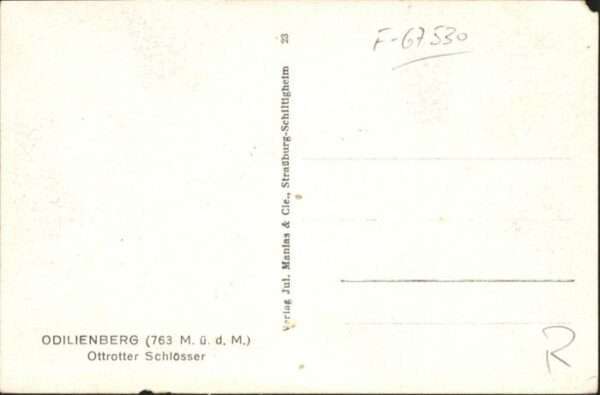 F-67530
Verlag Jul. Manias & Cie., Straßburg-Schiltigheim 23
ODILIENBERG (763 M. ü. d. M.)
Ottrotter Schlösser
R